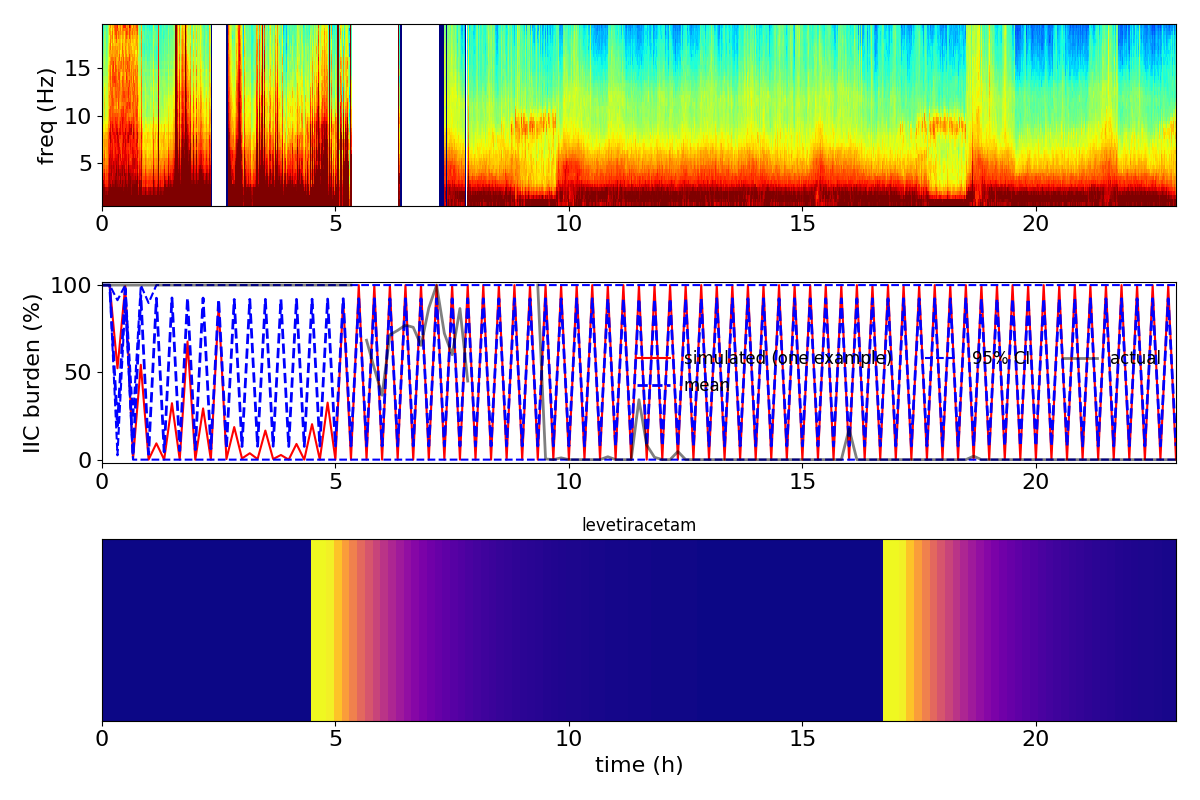 freq (Hz)
15
10
5
0 5 10 15 20
IIC burden (%)
100
50
0
simulated (one example) 95% CI actual
mean
0 5 10 15 20
levetiracetam
0 5 10 15 20
time (h)